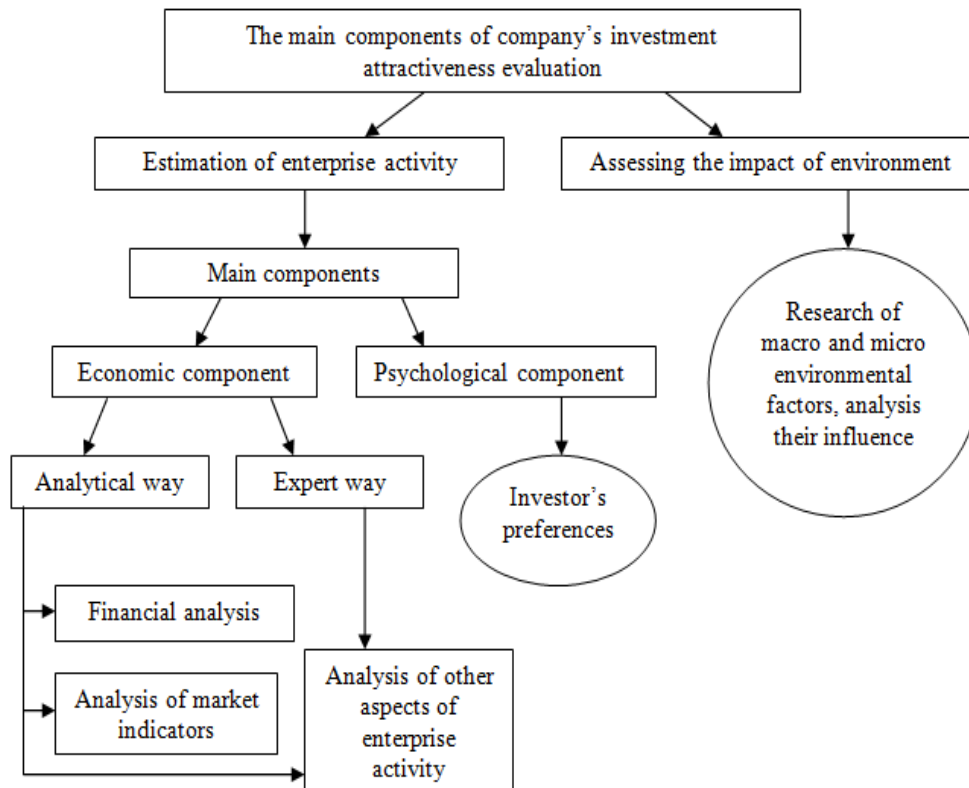 The main components of company's investment
attractiveness evaluation
Estimation of enterprise activity
Assessing the impact of environment
Main components
Research of
macro and micro
environmental
factors, analysis
their influence
Economic component
Psychological component
Analytical way
Expert way
Investor's
preferences
Financial analysis
Analysis of market
indicators
Analysis of other
aspects of
enterprise
activity